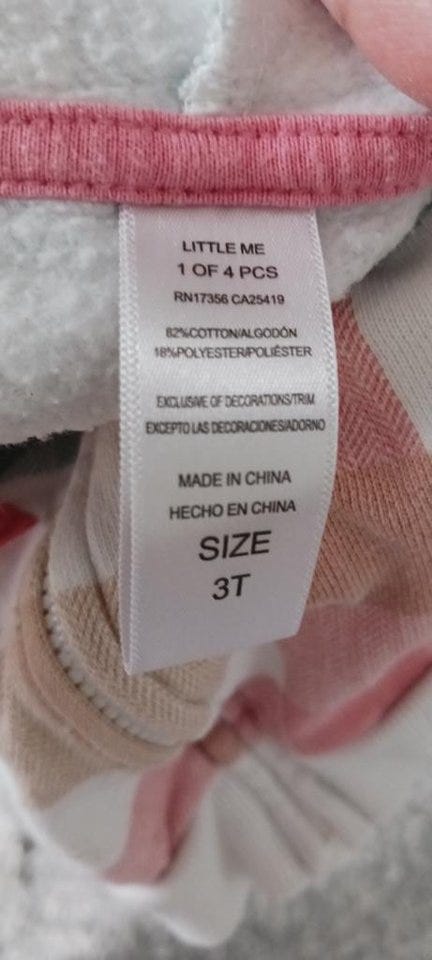 LITTLE ME
1 OF 4 PCS
RN17356 CA25419
82%COTTON/ALGODÓN
18%POLYESTER/POLIÉSTER
EXCLUSIVE OF DECORATIONS/TRIM
EXCEPTO LAS DECORACIONES/ADORNO
MADE IN CHINA
HECHO EN CHINA
SIZE
3T